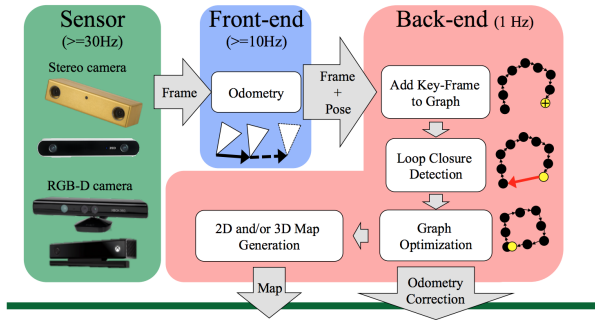 Sensor
(>=30Hz)
Stereo camera
RGB-D camera
Frame
Front-end
(>=10Hz)
Odometry
Frame
+
Pose
Back-end (1 Hz)
Add Key-Frame
to Graph
Loop Closure
Detection
Graph
Optimization
2D and/or 3D Map
Generation
Map
Odometry
Correction